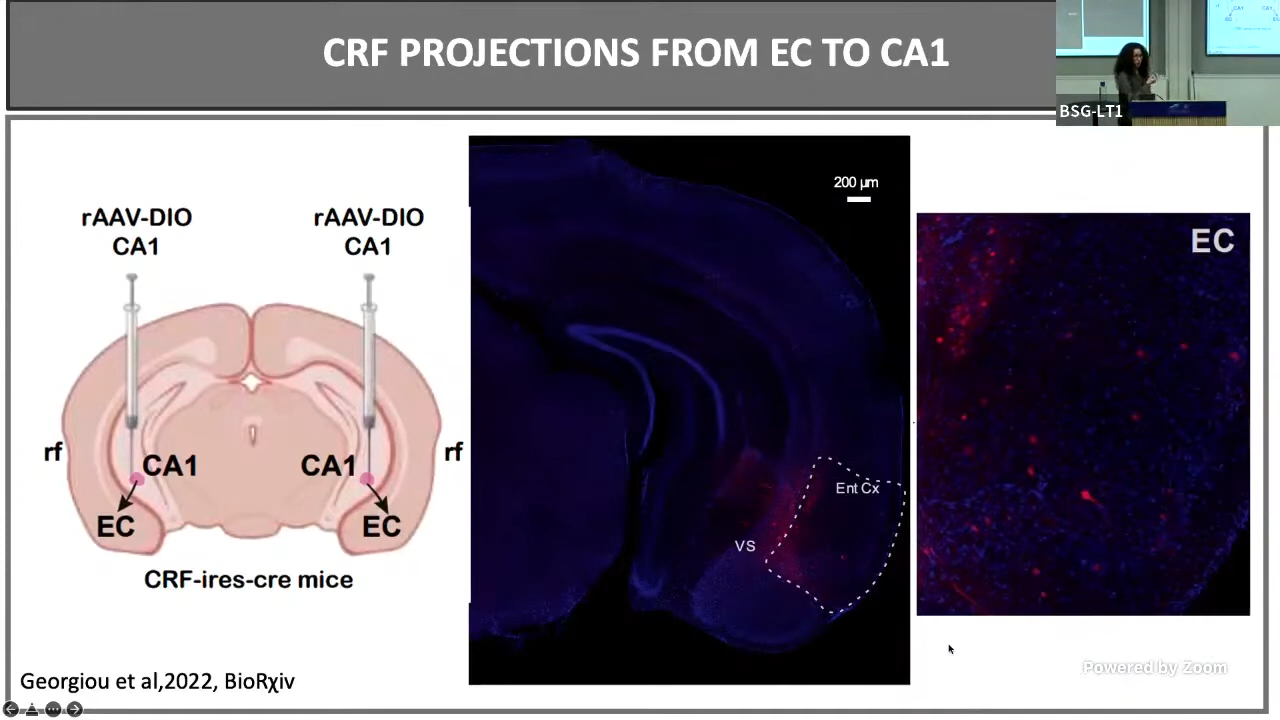 CRF PROJECTIONS FROM EC TO CA1
BSG-LT1
rAAV-DIO
CA1
rAAV-DIO
CA1
rf
CA1
CA1
rf
EC
EC
CRF-ires-cre mice
200 µm
Ent Cx
VS
EC
Georgiou et al,2022, BioRχiv
Powered by Zoom